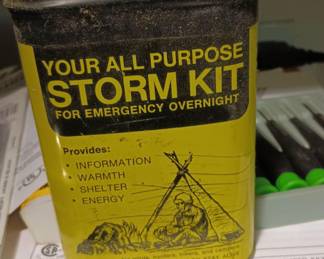 YOUR ALL PURPOSE
STORM KIT
FOR EMERGENCY OVERNIGHT
Provides:
• INFORMATION
• WARMTH
• SHELTER
• ENERGY